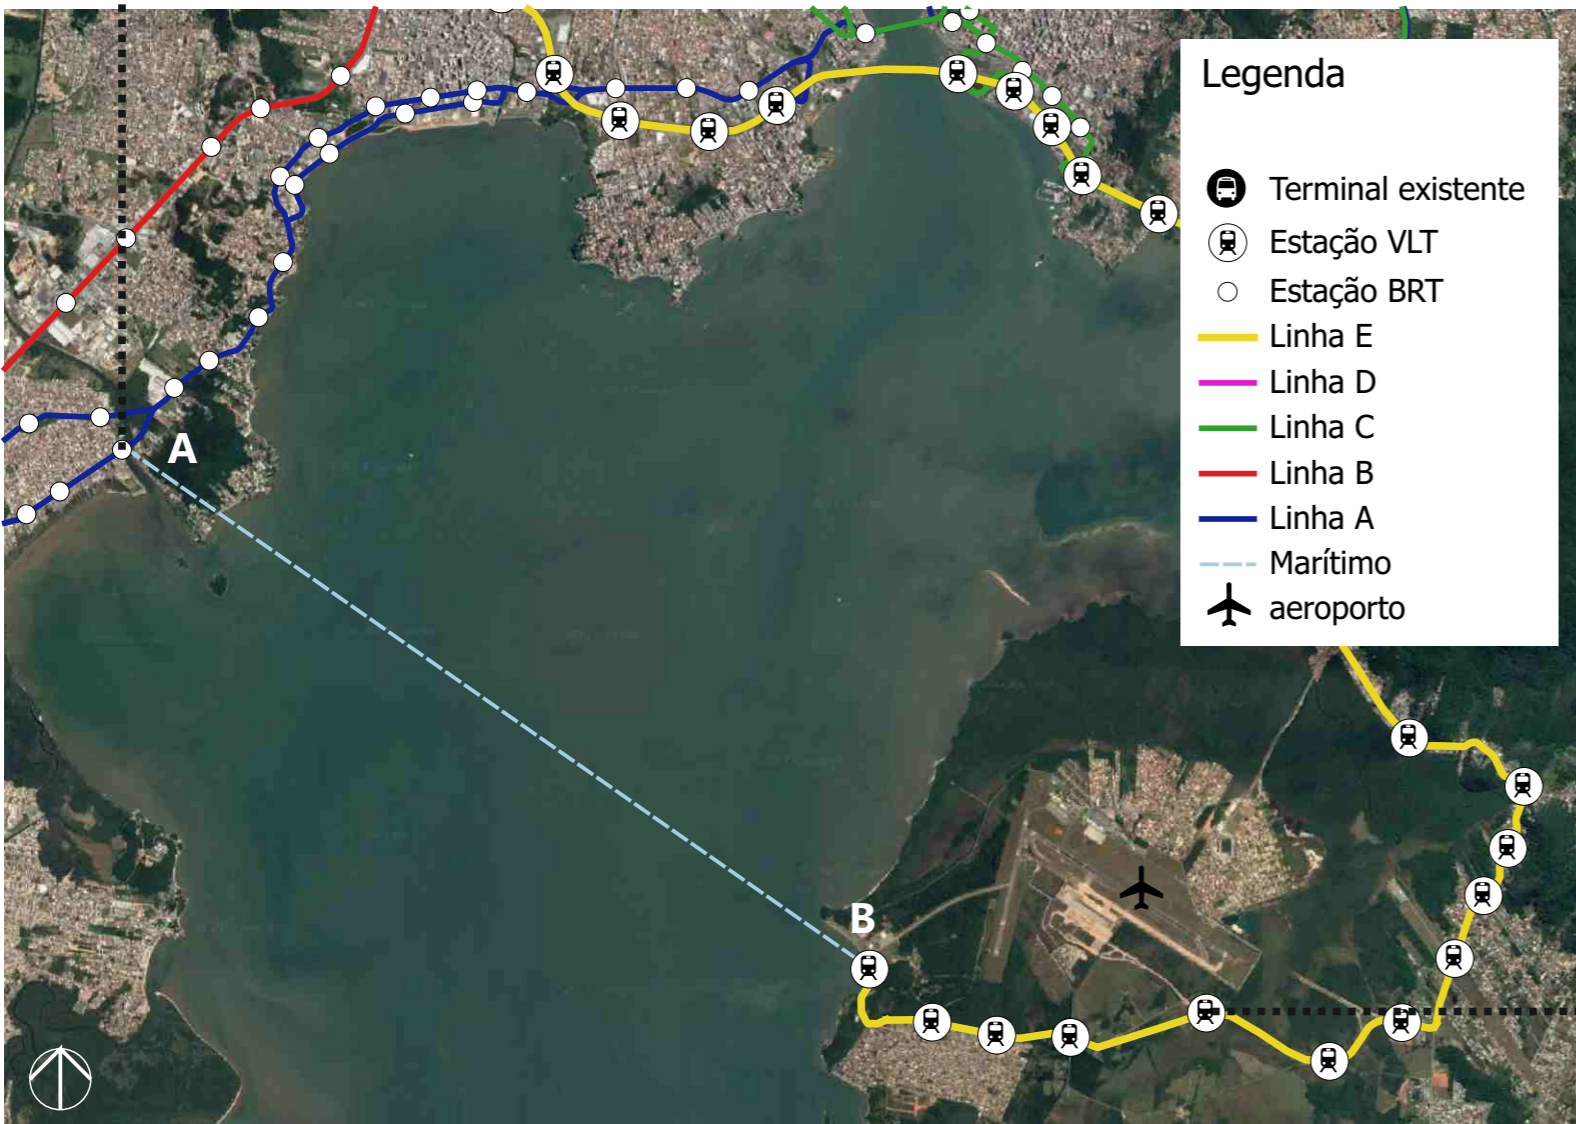 Legenda
Terminal existente
Estação VLT
Estação BRT
Linha E
Linha D
Linha C
Linha B
Linha A
Marítimo
aeroporto
A
B